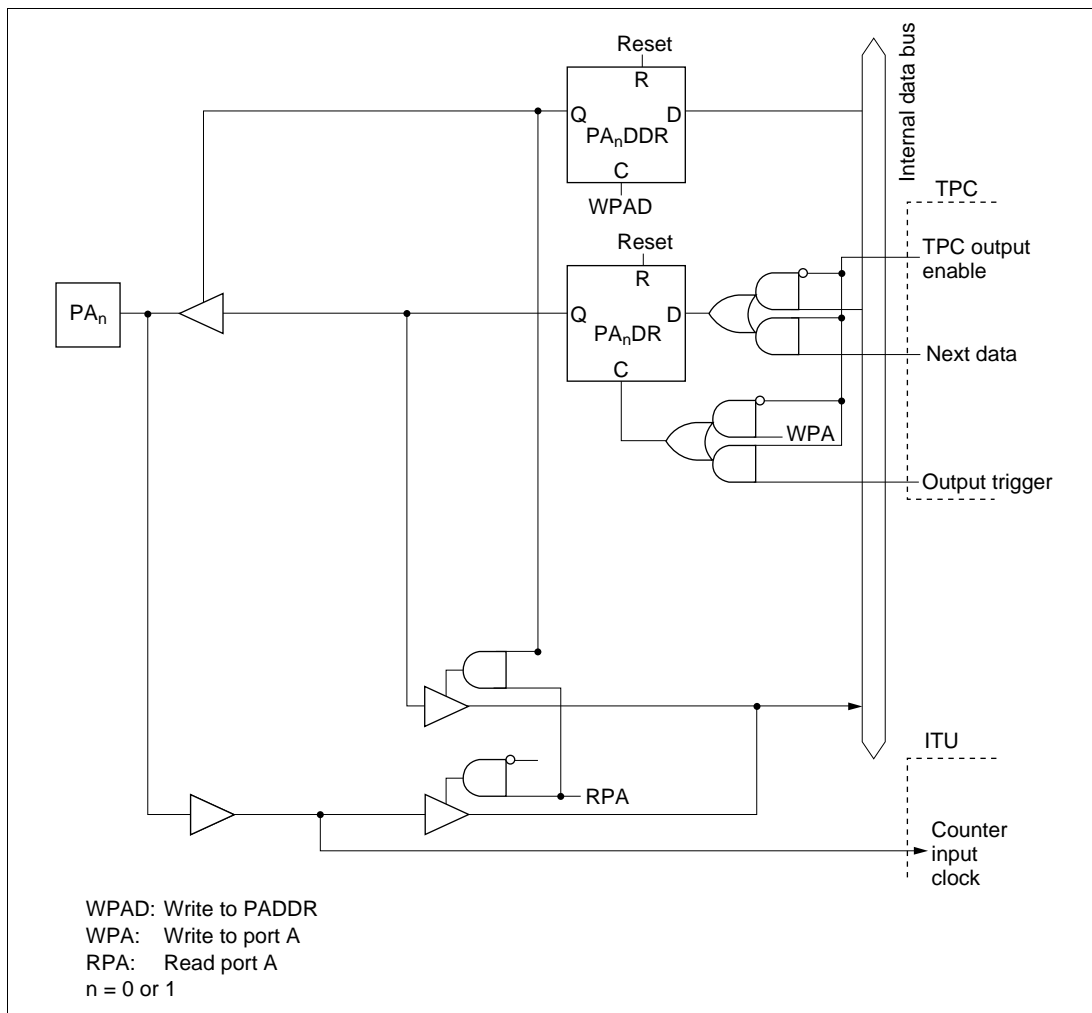 Reset
R
Q
D
PAnDDR
C
WPAD
Internal data bus
TPC
Reset
R
TPC output
enable
PAn
Q
D
PAnDR
C
Next data
WPA
Output trigger
ITU
RPA
Counter
input
clock
WPAD: Write to PADDR
WPA: Write to port A
RPA: Read port A
n = 0 or 1